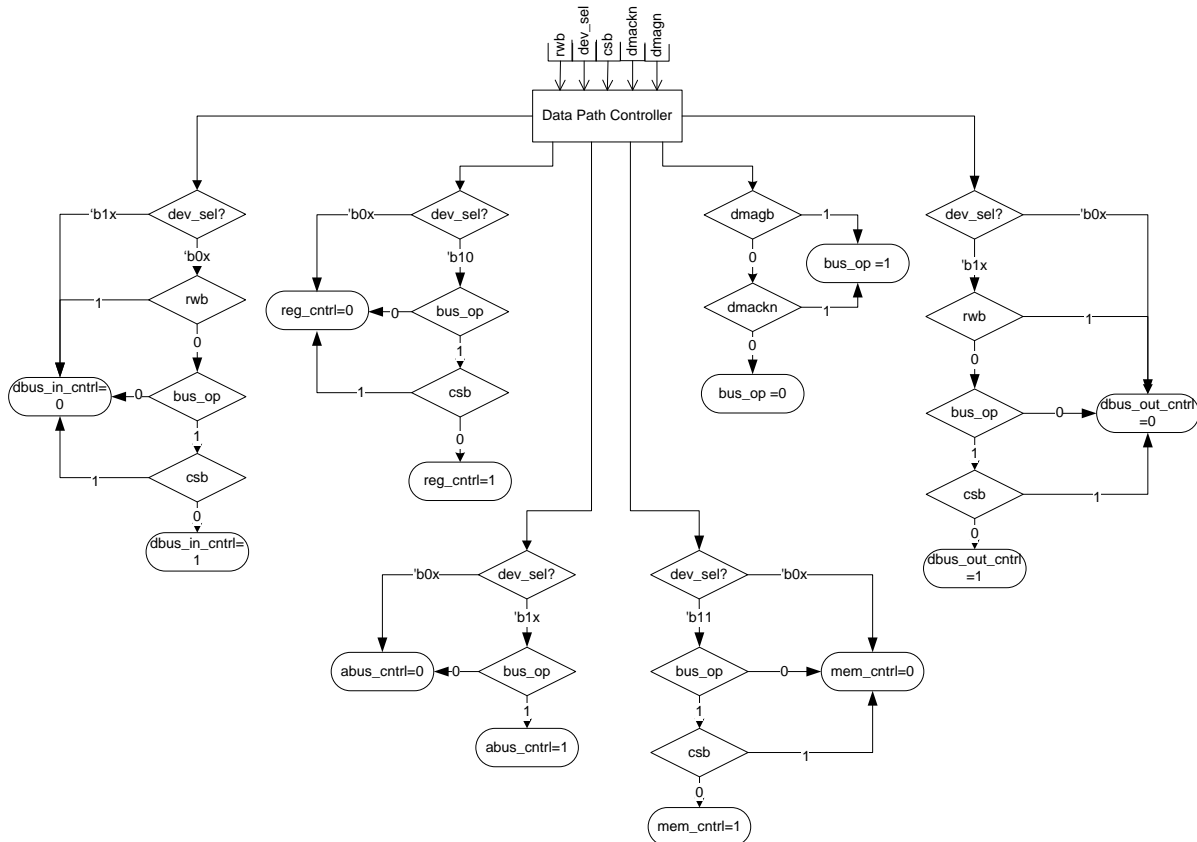 rwb
dev_sel
csb
dmackn
dmagn
Data Path Controller
dev_sel?
'b1x
‘b0x
rwb
1
0
dbus_in_cntrl=
0
0
bus_op
1
csb
1
0
dbus_in_cntrl=
1
dev_sel?
'b0x
'b10
reg_cntrl=0
0
bus_op
1
csb
1
0
reg_cntrl=1
dmagb
1
0
bus_op =1
dmackn
1
0
bus_op =0
dev_sel?
'b0x
'b1x
rwb
1
0
bus_op
0
dbus_out_cntrl
=0
1
csb
1
0
dbus_out_cntrl
=1
dev_sel?
'b0x
'b1x
abus_cntrl=0
0
bus_op
1
abus_cntrl=1
dev_sel?
'b0x
'b11
bus_op
0
mem_cntrl=0
1
csb
1
0
mem_cntrl=1